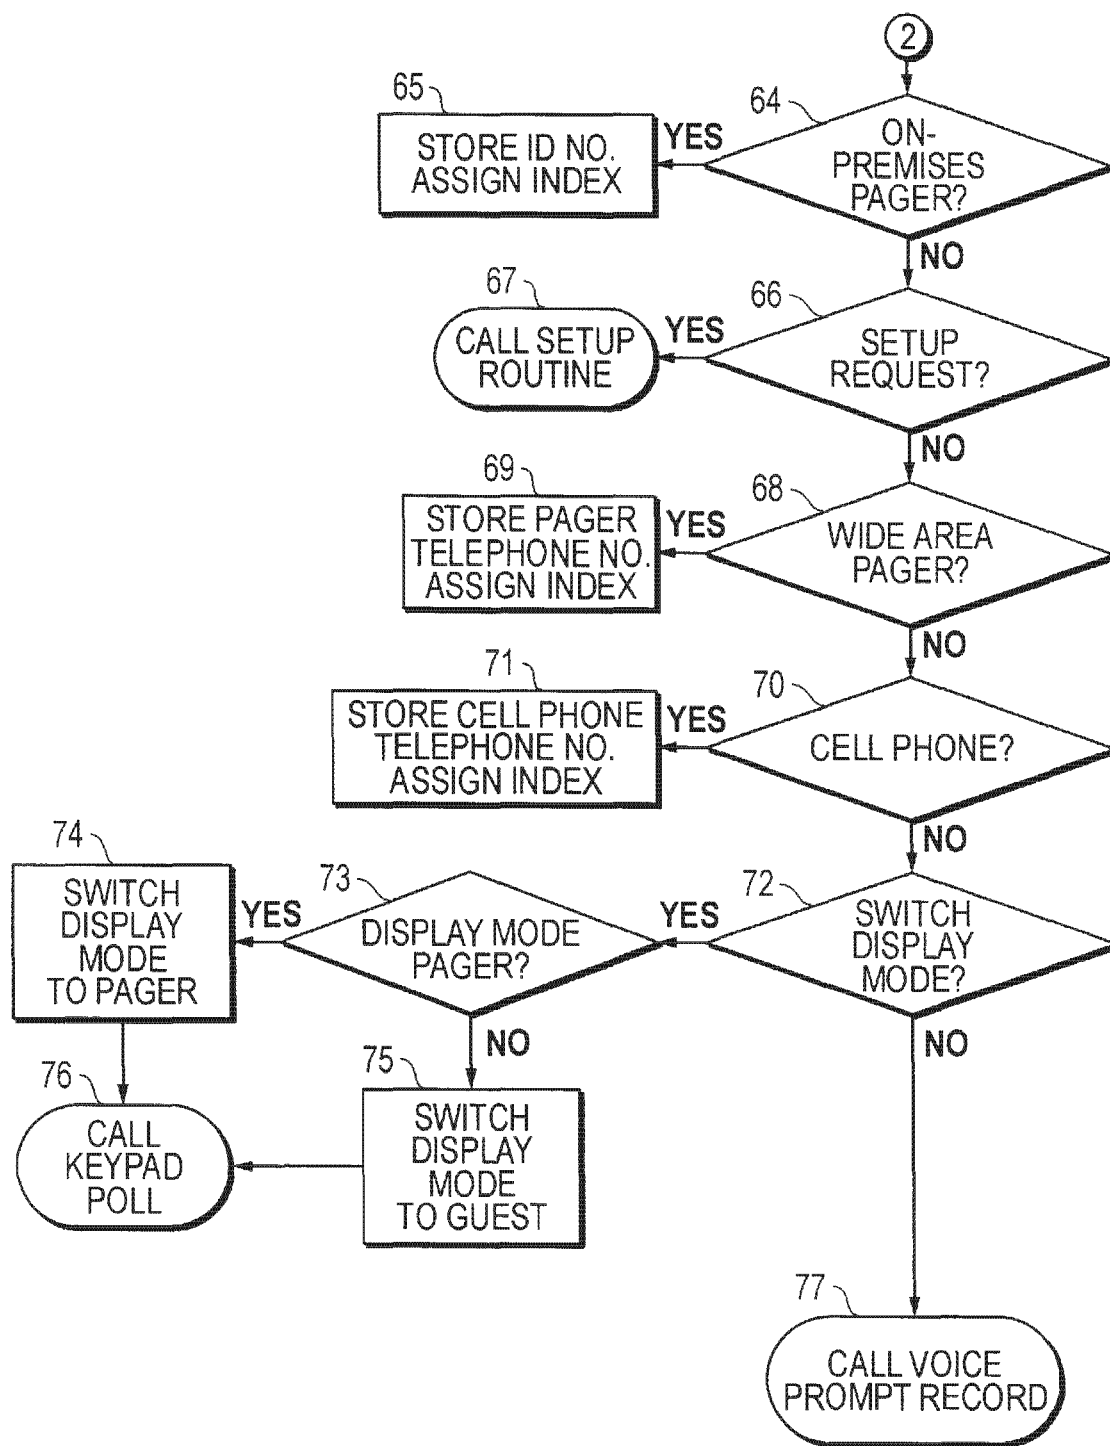 2
65
64
STORE ID NO.
ASSIGN INDEX
YES
ON-
PREMISES
PAGER?
NO
67
66
CALL SETUP
ROUTINE
YES
SETUP
REQUEST?
NO
69
68
STORE PAGER
TELEPHONE NO.
ASSIGN INDEX
YES
WIDE AREA
PAGER?
NO
71
70
STORE CELL PHONE
TELEPHONE NO.
ASSIGN INDEX
YES
CELL PHONE?
NO
74
73
72
SWITCH
DISPLAY
MODE
TO PAGER
YES
DISPLAY MODE
PAGER?
YES
SWITCH
DISPLAY
MODE?
NO
NO
76
75
CALL
KEYPAD
POLL
SWITCH
DISPLAY
MODE
TO GUEST
77
CALL VOICE
PROMPT RECORD